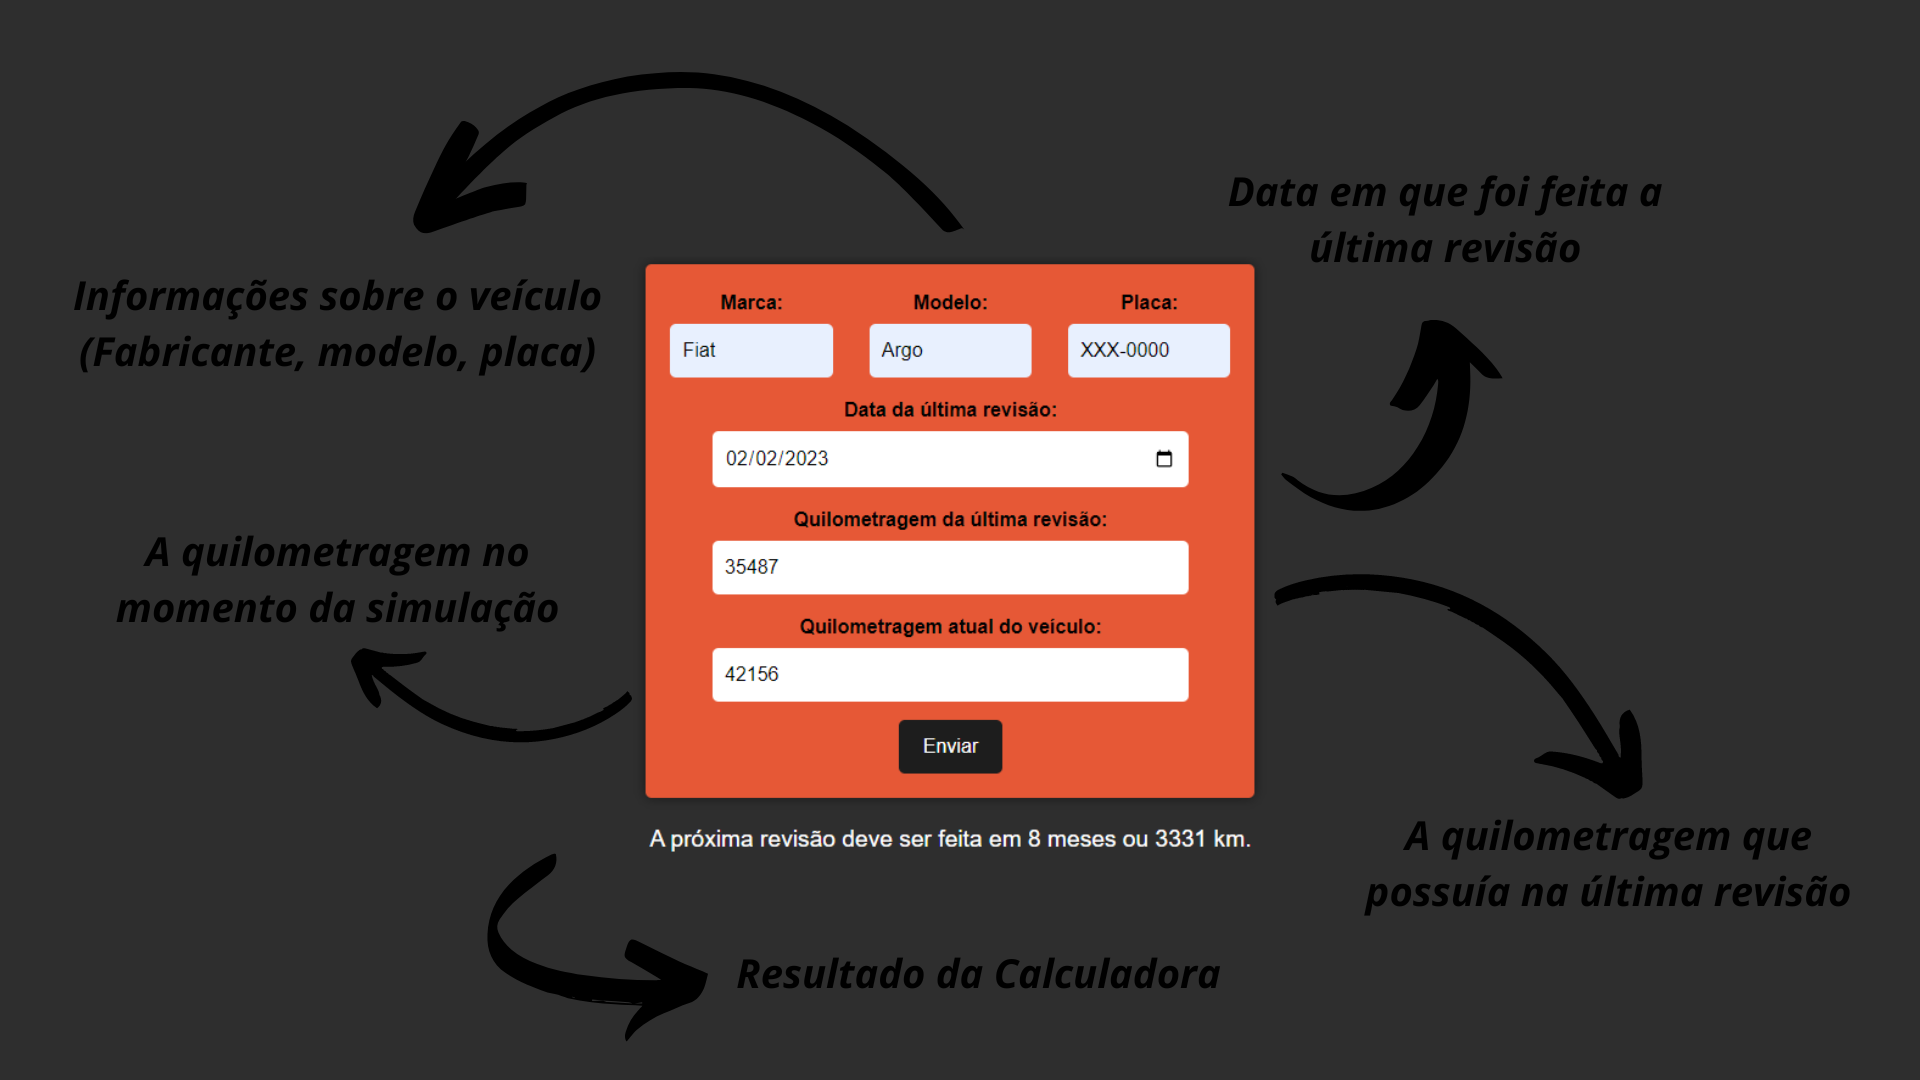 Data em que foi feita a
última revisão
Informações sobre o veículo
(Fabricante, modelo, placa)
Marca: Modelo: Placa:
Fiat Argo XXX-0000
Data da última revisão:
02/02/2023
Quilometragem da última revisão:
35487
Quilometragem atual do veículo:
42156
Enviar
A próxima revisão deve ser feita em 8 meses ou 3331 km.
A quilometragem no
momento da simulação
A quilometragem que
possuía na última revisão
Resultado da Calculadora